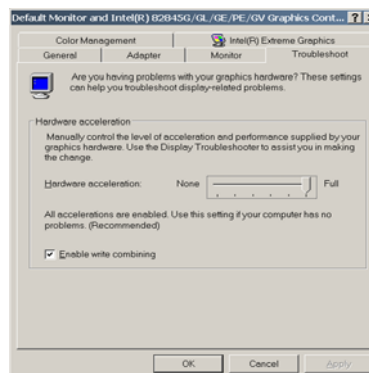 Default Monitor and Intel(R) 82845G/GL/GE/PE/GV Graphics Cont...
Color Management
Intel(R) Extreme Graphics
General
Adapter
Monitor
Troubleshoot
Are you having problems with your graphics hardware? These settings
can help you troubleshoot display-related problems.
Hardware acceleration
Manually control the level of acceleration and performance supplied by your
graphics hardware. Use the Display Troubleshooter to assist you in making
the change.
Hardware acceleration:
None
Full
All accelerations are enabled. Use this setting if your computer has no
problems. (Recommended)
Enable write combining
OK
Cancel
Apply